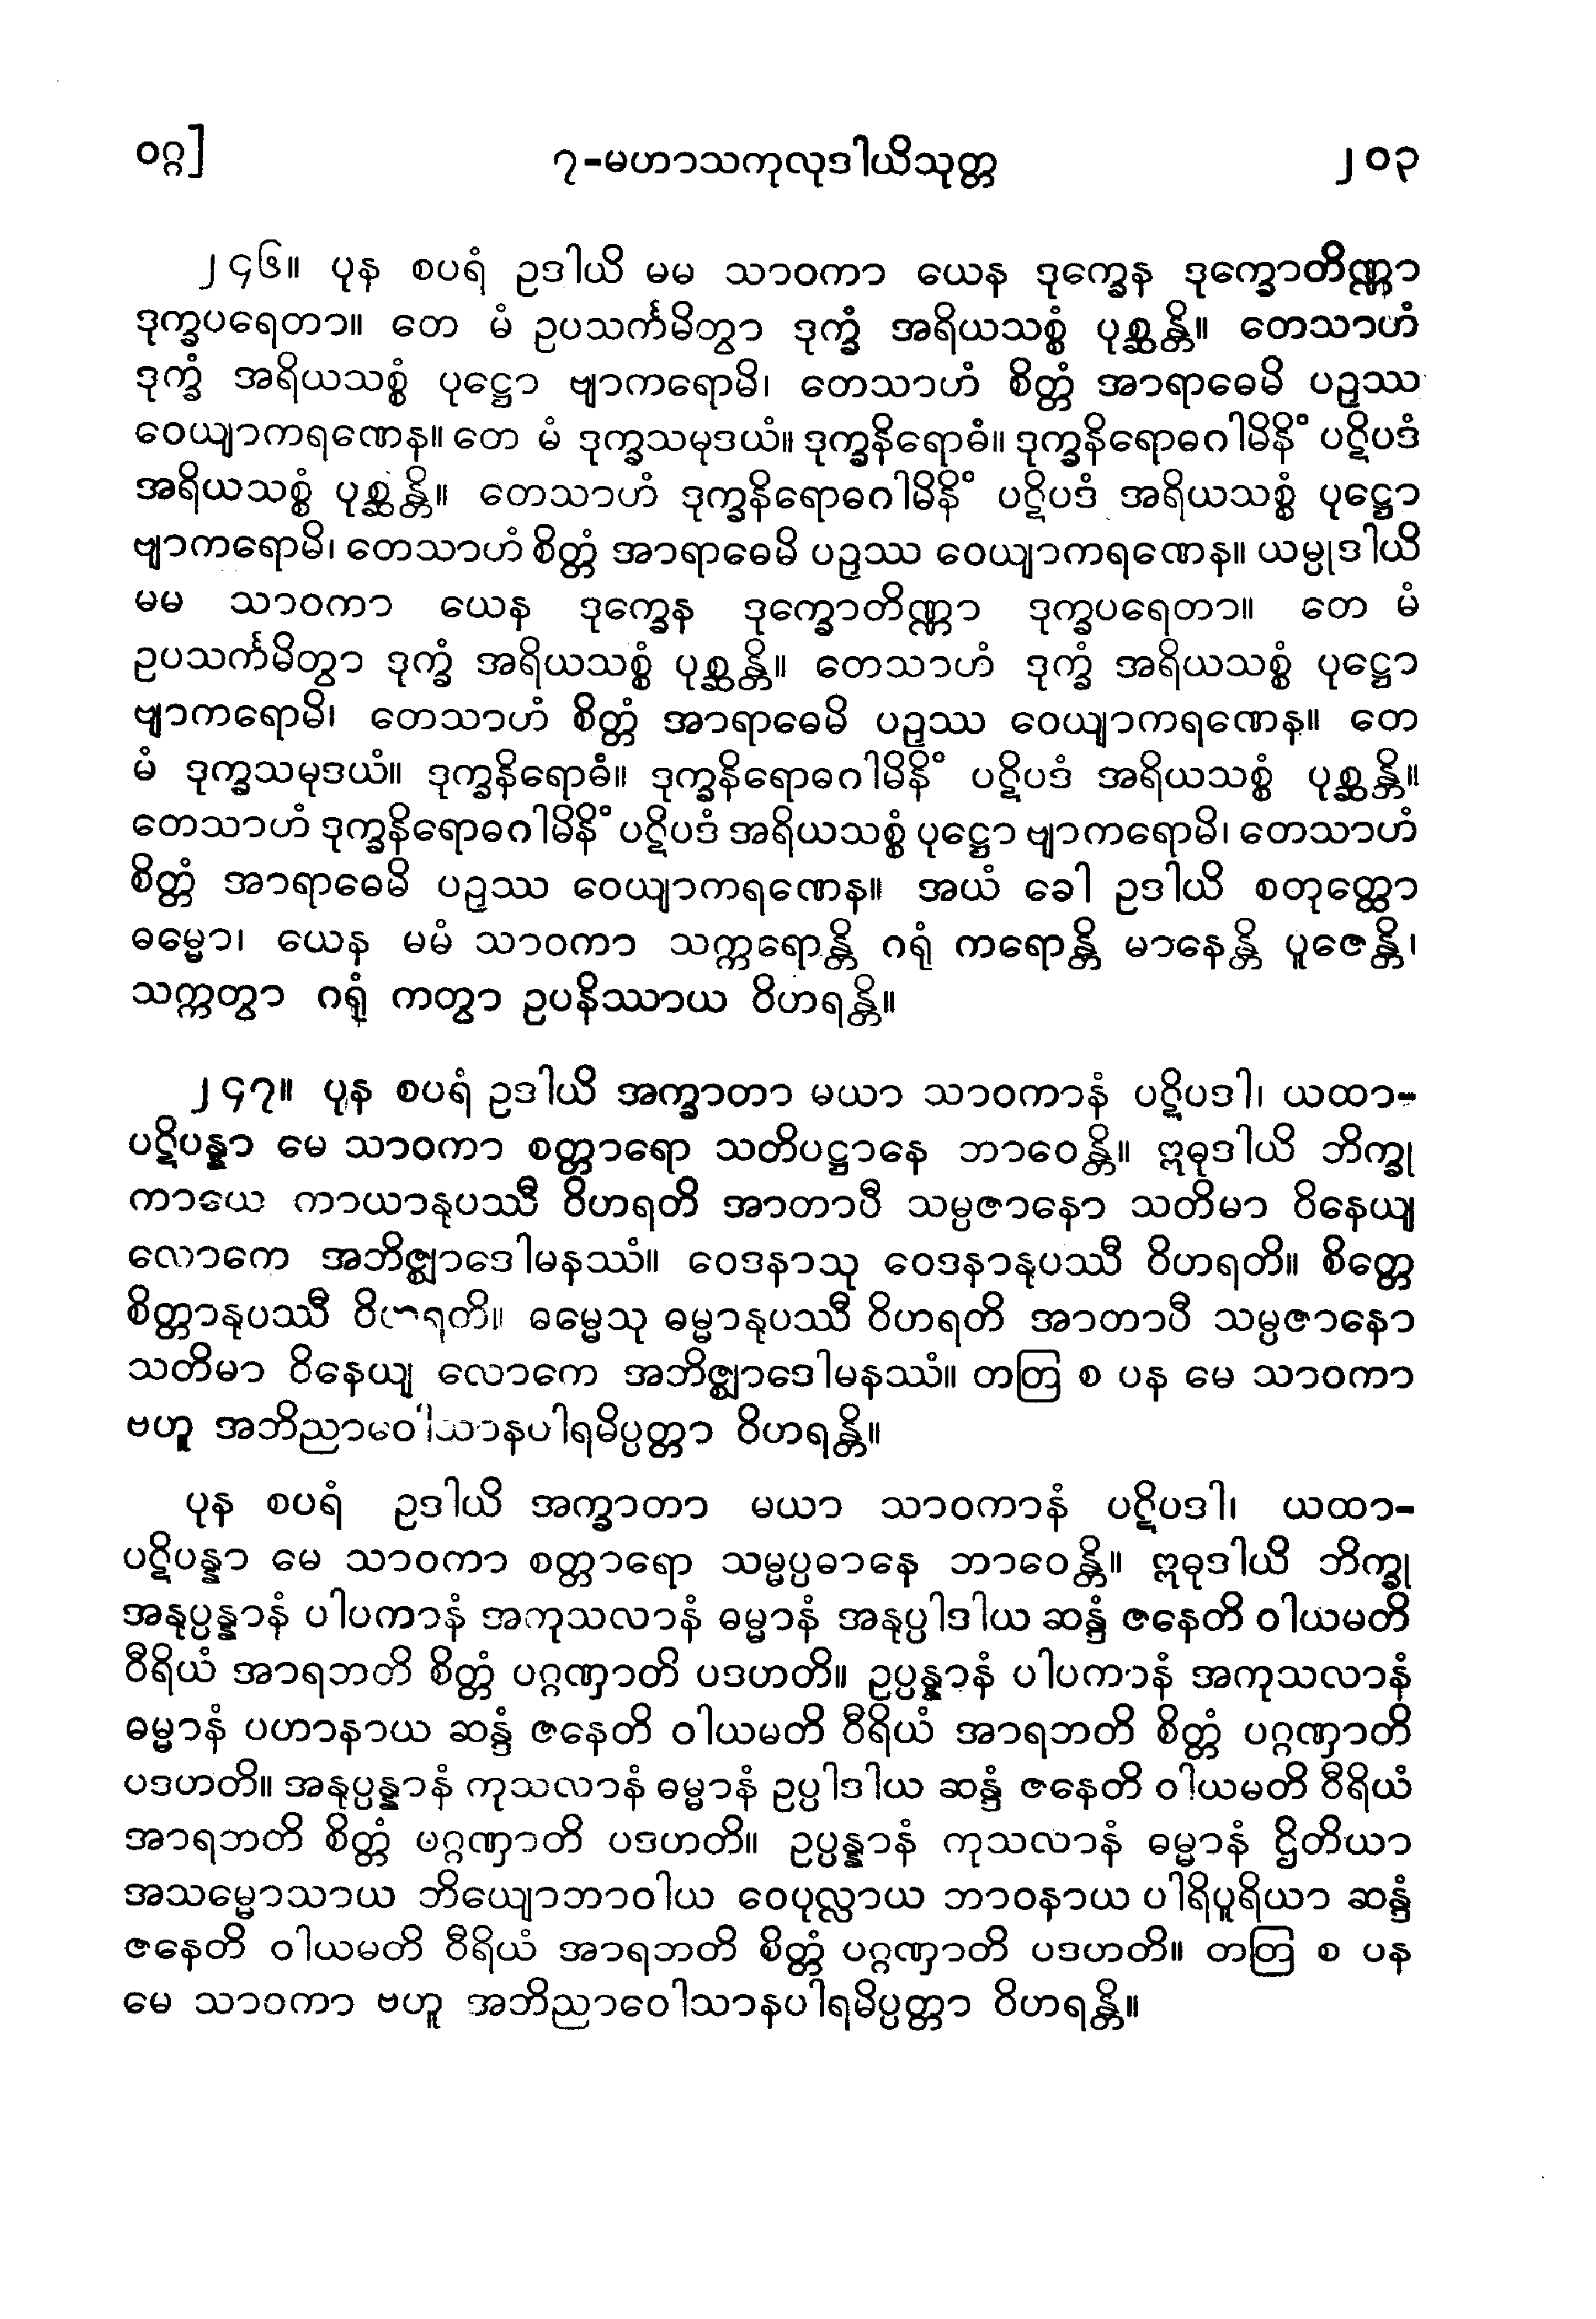 ဝဂ္ဂ] ၇-မဟာသကုလုဒါယိသုတ္တ ၂၀၃
၂၄၆။ ပုန စပရံ ဥဒါယိ မမ သာဝကာ ယေန ဒုက္ခေန ဒုက္ခောတိဏ္ဏာ
ဒုက္ခပရေတာ။ တေ မံ ဥပသင်္ကမိတွာ ဒုက္ခံ အရိယသစ္စံ ပုစ္ဆန္တိ။ တေသာဟံ
ဒုက္ခံ အရိယသစ္စံ ပုဋ္ဌော ဗျာကရောမိ၊ တေသာဟံ စိတ္တံ အာရာဓေမိ ပဉှဿ
ဝေယျာကရဏေန။ တေ မံ ဒုက္ခသမုဒယံ။ ဒုက္ခနိရောဓံ။ ဒုက္ခနိရောဓဂါမိနိံ ပဋိပဒံ
အရိယသစ္စံ ပုစ္ဆန္တိ။ တေသာဟံ ဒုက္ခနိရောဓဂါမိနိံ ပဋိပဒံ အရိယသစ္စံ ပုဋ္ဌော
ဗျာကရောမိ၊ တေသာဟံ စိတ္တံ အာရာဓေမိ ပဉှဿ ဝေယျာကရဏေန။ ယမ္ပုဒါယိ
မမ သာဝကာ ယေန ဒုက္ခေန ဒုက္ခောတိဏ္ဏာ ဒုက္ခပရေတာ။ တေ မံ
ဥပသင်္ကမိတွာ ဒုက္ခံ အရိယသစ္စံ ပုစ္ဆန္တိ။ တေသာဟံ ဒုက္ခံ အရိယသစ္စံ ပုဋ္ဌော
ဗျာကရောမိ၊ တေသာဟံ စိတ္တံ အာရာဓေမိ ပဉှဿ ဝေယျာကရဏေန။ တေ
မံ ဒုက္ခသမုဒယံ။ ဒုက္ခနိရောဓံ။ ဒုက္ခနိရောဓဂါမိနိံ ပဋိပဒံ အရိယသစ္စံ ပုစ္ဆန္တိ။
တေသာဟံ ဒုက္ခနိရောဓဂါမိနိံ ပဋိပဒံ အရိယသစ္စံ ပုဋ္ဌော ဗျာကရောမိ၊ တေသာဟံ
စိတ္တံ အာရာဓေမိ ပဉှဿ ဝေယျာကရဏေန။ အယံ ခေါ ဥဒါယိ စတုတ္ထော
ဓမ္မော၊ ယေန မမံ သာဝကာ သက္ကရောန္တိ ဂရုံ ကရောန္တိ မာနေန္တိ ပူဇေန္တိ၊
သက္ကတွာ ဂရုံ ကတွာ ဥပနိဿာယ ဝိဟရန္တိ။
၂၄၇။ ပုန စပရံ ဥဒါယိ အက္ခာတာ မယာ သာဝကာနံ ပဋိပဒါ၊ ယထာ-
ပဋိပန္နာ မေ သာဝကာ စတ္တာရော သတိပဋ္ဌာနေ ဘာဝေန္တိ။ ဣဓုဒါယိ ဘိက္ခု
ကာယေ ကာယာနုပဿီ ဝိဟရတိ အာတာပီ သမ္ပဇာနော သတိမာ ဝိနေယျ
လောကေ အဘိဇ္ဈာဒေါမနဿံ။ ဝေဒနာသု ဝေဒနာနုပဿီ ဝိဟရတိ။ စိတ္တေ
စိတ္တာနုပဿီ ဝိဟရတိ။ ဓမ္မေသု ဓမ္မာနုပဿီ ဝိဟရတိ အာတာပီ သမ္ပဇာနော
သတိမာ ဝိနေယျ လောကေ အဘိဇ္ဈာဒေါမနဿံ။ တတြ စ ပန မေ သာဝကာ
ဗဟူ အဘိညာဝေါသာနပါရမိပ္ပတ္တာ ဝိဟရန္တိ။
ပုန စပရံ ဥဒါယိ အက္ခာတာ မယာ သာဝကာနံ ပဋိပဒါ၊ ယထာ-
ပဋိပန္နာ မေ သာဝကာ စတ္တာရော သမ္မပ္ပဓာနေ ဘာဝေန္တိ။ ဣဓုဒါယိ ဘိက္ခု
အနုပ္ပန္နာနံ ပါပကာနံ အကုသလာနံ ဓမ္မာနံ အနုပ္ပါဒါယ ဆန္ဒံ ဇနေတိ ဝါယမတိ
ဝီရိယံ အာရဘတိ စိတ္တံ ပဂ္ဂဏှာတိ ပဒဟတိ။ ဥပ္ပန္နာနံ ပါပကာနံ အကုသလာနံ
ဓမ္မာနံ ပဟာနာယ ဆန္ဒံ ဇနေတိ ဝါယမတိ ဝီရိယံ အာရဘတိ စိတ္တံ ပဂ္ဂဏှာတိ
ပဒဟတိ။ အနုပ္ပန္နာနံ ကုသလာနံ ဓမ္မာနံ ဥပ္ပါဒါယ ဆန္ဒံ ဇနေတိ ဝါယမတိ ဝီရိယံ
အာရဘတိ စိတ္တံ ပဂ္ဂဏှာတိ ပဒဟတိ။ ဥပ္ပန္နာနံ ကုသလာနံ ဓမ္မာနံ ဌိတိယာ
အသမ္မောသာယ ဘိယျောဘာဝါယ ဝေပုလ္လာယ ဘာဝနာယ ပါရိပူရိယာ ဆန္ဒံ
ဇနေတိ ဝါယမတိ ဝီရိယံ အာရဘတိ စိတ္တံ ပဂ္ဂဏှာတိ ပဒဟတိ။ တတြ စ ပန
မေ သာဝကာ ဗဟူ အဘိညာဝေါသာနပါရမိပ္ပတ္တာ ဝိဟရန္တိ။